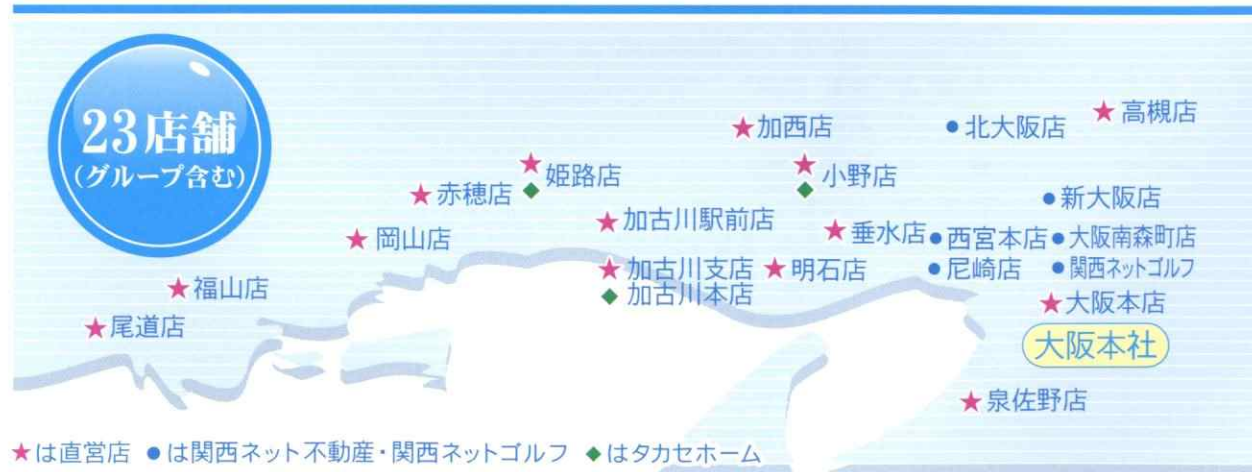 23店舗
(グループ含む)
★加西店
●北大阪店
★高槻店
★赤穂店
★◆姫路店
★◆小野店
●新大阪店
★岡山店
★加古川駅前店
★垂水店
●西宮本店
●大阪南森町店
★福山店
★加古川支店
◆加古川本店
★明石店
●尼崎店
●関西ネットゴルフ
★尾道店
★大阪本店
大阪本社
★泉佐野店
★は直営店 ●は関西ネット不動産・関西ネットゴルフ ◆はタカセホーム